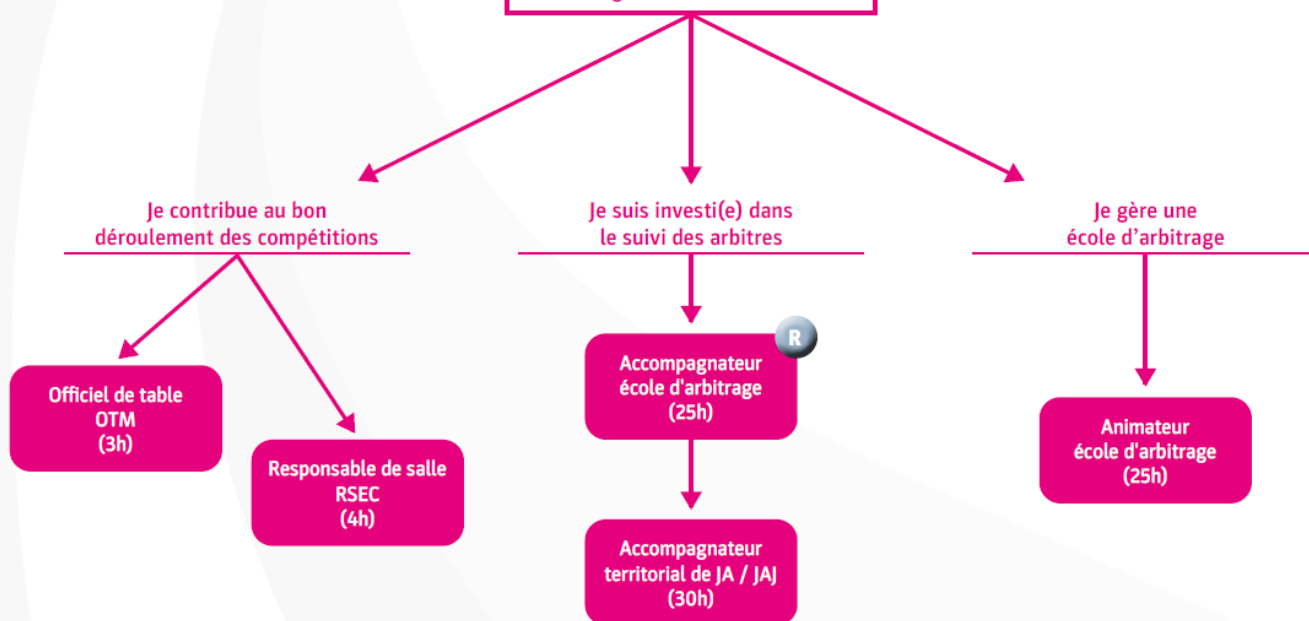 Je contribue au bon
déroulement des compétitions
Je suis investi(e) dans
le suivi des arbitres
Je gère une
école d'arbitrage
Officiel de table
OTM
(3h)
Responsable de salle
RSEC
(4h)
R
Accompagnateur
école d'arbitrage
(25h)
Accompagnateur
territorial de JA / JAJ
(30h)
Animateur
école d'arbitrage
(25h)